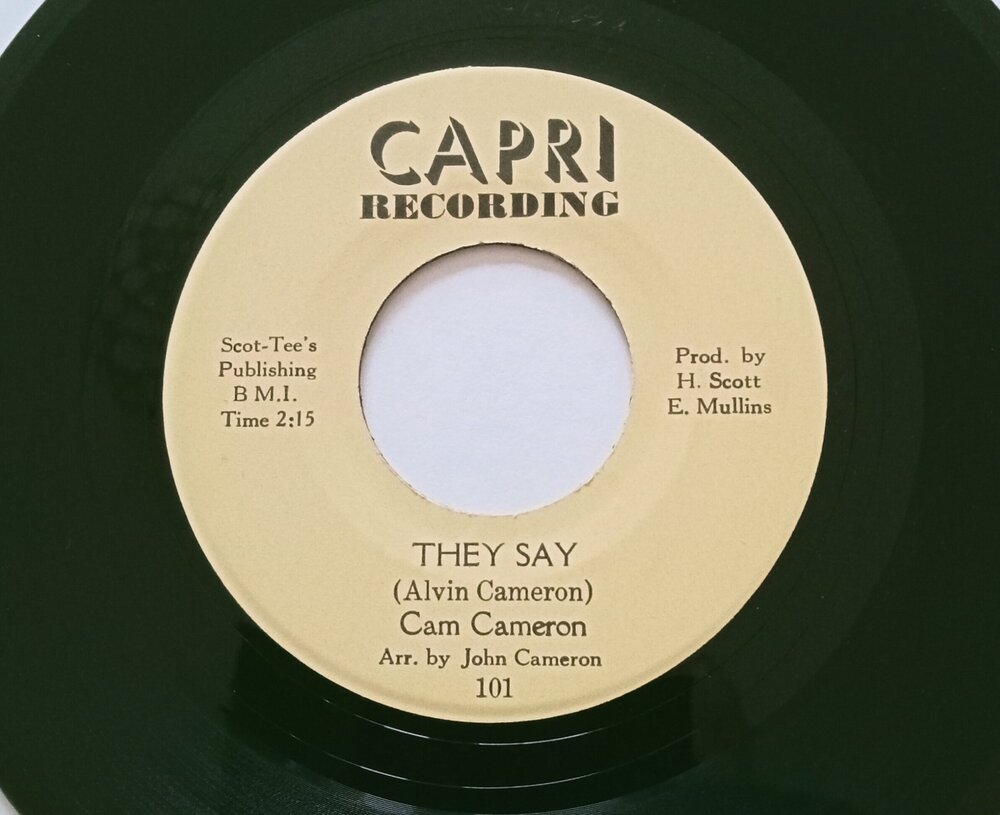 CAPRI
RECORDING
Scot-Tee's
Publishing
B M.I.
Time 2:15
Prod. by
H. Scott
E. Mullins
THEY SAY
(Alvin Cameron)
Cam Cameron
Arr. by John Cameron
101